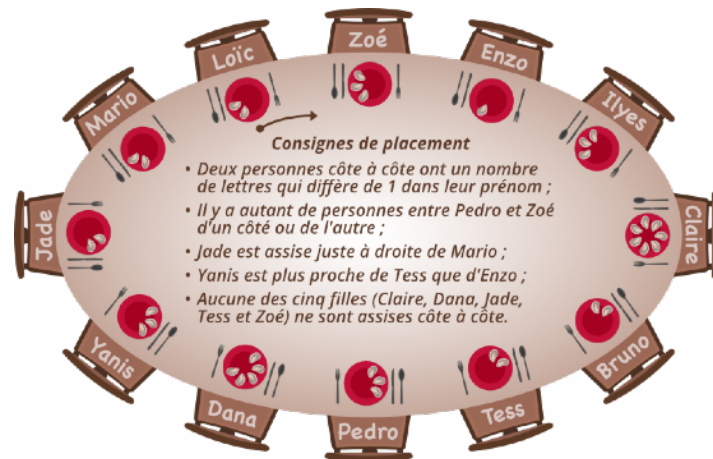 Zoé
Loïc
Enzo
Mario
Ilyes
Consignes de placement
• Deux personnes côte à côte ont un nombre
de lettres qui diffère de 1 dans leur prénom ;
• Il y a autant de personnes entre Pedro et Zoé
d'un côté ou de l'autre ;
• Jade est assise juste à droite de Mario ;
• Yanis est plus proche de Tess que d'Enzo ;
• Aucune des cinq filles (Claire, Dana, Jade,
Tess et Zoé) ne sont assises côte à côte.
Jade
Claire
Yanis
Bruno
Dana
Tess
Pedro